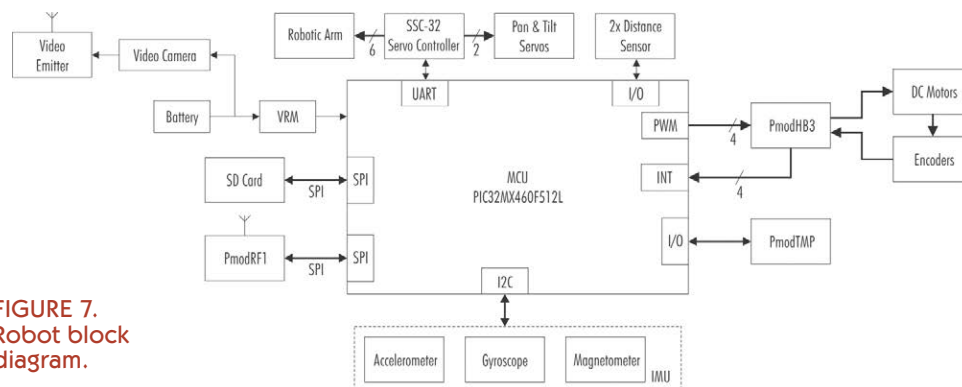 Video
Emitter
Video Camera
Robotic Arm
6
SSC-32
Servo Controller
2
Pan & Tilt
Servos
2x Distance
Sensor
Battery
VRM
UART
I/O
PWM
4
PmodHB3
DC Motors
Encoders
INT
4
SD Card
SPI
SPI
MCU
PIC32MX460F512L
PmodRF1
SPI
SPI
I/O
PmodTMP
I2C
Accelerometer
Gyroscope
Magnetometer
IMU
FIGURE 7.
Robot block
diagram.